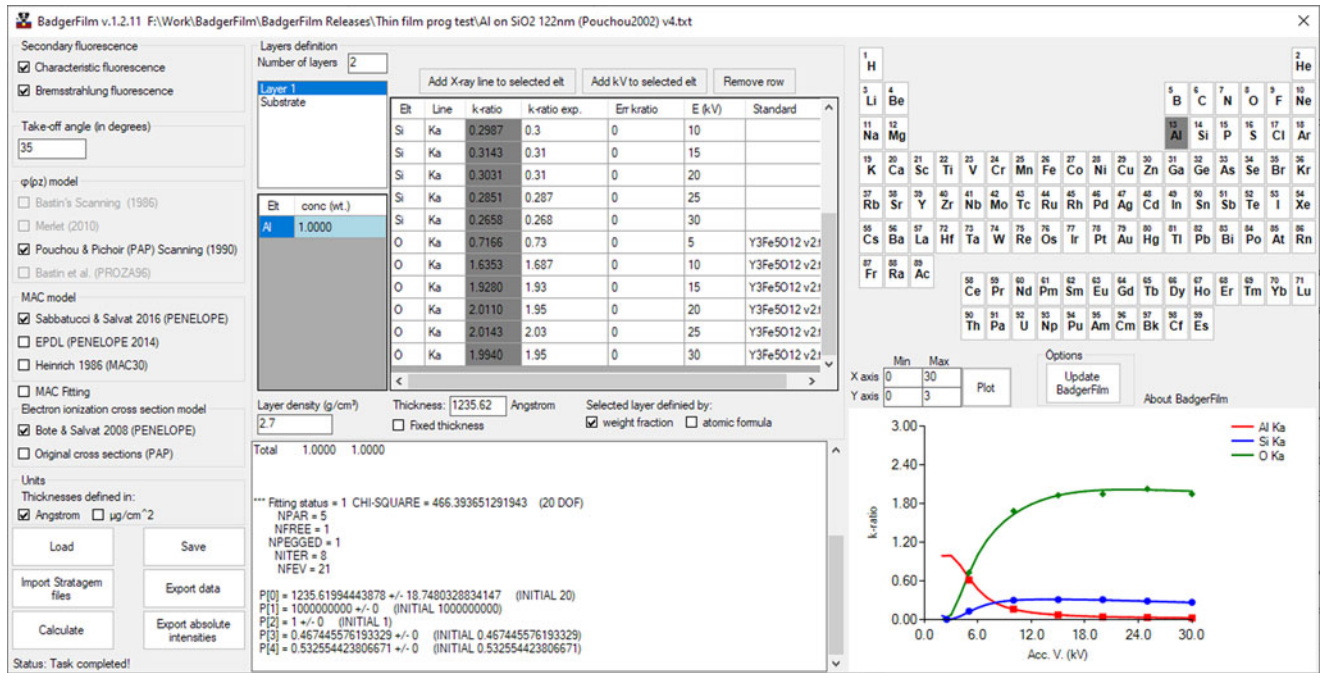 BadgerFilm v.1.2.11 F:\Work\BadgerFilm\BadgerFilm Releases\Thin film prog test\Al on SiO2 122nm (Pouchou2002) v4.txt
Secondary fluorescence
Characteristic fluorescence
Bremsstrahlung fluorescence
Take-off angle (in degrees)
35
φ(ρz) model
Bastin's Scanning (1986)
Merlet (2010)
Pouchou & Pichoir (PAP) Scanning (1990)
Bastin et al. (PROZA96)
MAC model
Sabbatucci & Salvat 2016 (PENELOPE)
EPDL (PENELOPE 2014)
Heinrich 1986 (MAC30)
MAC Fitting
Electron ionization cross section model
Bote & Salvat 2008 (PENELOPE)
Original cross sections (PAP)
Units
Thicknesses defined in:
Angstrom µg/cm^2
Load Save
Import Stratagem files Export data
Calculate Export absolute intensities
Status: Task completed!
Layers definition
Number of layers 2
Layer 1
Substrate
Elt conc (wt.)
Al 1.0000
Add X-ray line to selected elt Add kV to selected elt Remove row
Elt Line k-ratio k-ratio exp. Err kratio E (kV) Standard
Si Ka 0.2987 0.3 0 10
Si Ka 0.3143 0.31 0 15
Si Ka 0.3031 0.31 0 20
Si Ka 0.2851 0.287 0 25
Si Ka 0.2658 0.268 0 30
O Ka 0.7166 0.73 0 5 Y3Fe5O12 v2.t
O Ka 1.6353 1.687 0 10 Y3Fe5O12 v2.t
O Ka 1.9280 1.93 0 15 Y3Fe5O12 v2.t
O Ka 2.0110 1.95 0 20 Y3Fe5O12 v2.t
O Ka 2.0143 2.03 0 25 Y3Fe5O12 v2.t
O Ka 1.9940 1.95 0 30 Y3Fe5O12 v2.t
Layer density (g/cm³)
2.7
Thickness: 1235.62 Angstrom
Fixed thickness
Selected layer definied by:
weight fraction atomic formula
Total 1.0000 1.0000
*** Fitting status = 1 CHI-SQUARE = 466.393651291943 (20 DOF)
NPAR = 5
NFREE = 1
NPEGGED = 1
NITER = 8
NFEV = 21
P[0] = 1235.61994443878 +/- 18.7480328834147 (INITIAL 20)
P[1] = 1000000000 +/- 0 (INITIAL 1000000000)
P[2] = 1 +/- 0 (INITIAL 1)
P[3] = 0.467445576193329 +/- 0 (INITIAL 0.467445576193329)
P[4] = 0.532554423806671 +/- 0 (INITIAL 0.532554423806671)
1 H 2 He
3 Li 4 Be 5 B 6 C 7 N 8 O 9 F 10 Ne
11 Na 12 Mg 13 Al 14 Si 15 P 16 S 17 Cl 18 Ar
19 K 20 Ca 21 Sc 22 Ti 23 V 24 Cr 25 Mn 26 Fe 27 Co 28 Ni 29 Cu 30 Zn 31 Ga 32 Ge 33 As 34 Se 35 Br 36 Kr
37 Rb 38 Sr 39 Y 40 Zr 41 Nb 42 Mo 43 Tc 44 Ru 45 Rh 46 Pd 47 Ag 48 Cd 49 In 50 Sn 51 Sb 52 Te 53 I 54 Xe
55 Cs 56 Ba 57 La 72 Hf 73 Ta 74 W 75 Re 76 Os 77 Ir 78 Pt 79 Au 80 Hg 81 Tl 82 Pb 83 Bi 84 Po 85 At 86 Rn
87 Fr 88 Ra 89 Ac
58 Ce 59 Pr 60 Nd 61 Pm 62 Sm 63 Eu 64 Gd 65 Tb 66 Dy 67 Ho 68 Er 69 Tm 70 Yb 71 Lu
90 Th 91 Pa 92 U 93 Np 94 Pu 95 Am 96 Cm 97 Bk 98 Cf 99 Es
Min Max
X axis 0 30
Y axis 0 3
Plot
Options
Update BadgerFilm
About BadgerFilm
3.00
2.40
1.80
1.20
0.60
0.00
k-ratio
0.0 6.0 12.0 18.0 24.0 30.0
Acc. V. (kV)
Al Ka
Si Ka
O Ka